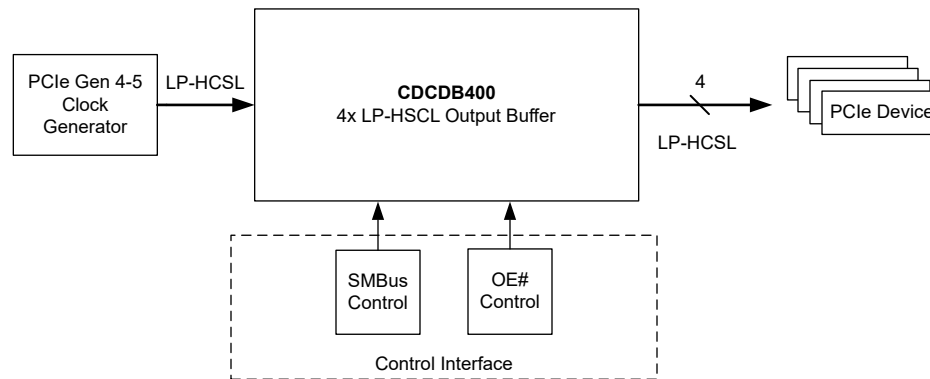 PCIe Gen 4-5
Clock
Generator
LP-HCSL
CDCDB400
4x LP-HSCL Output Buffer
4
LP-HCSL
PCIe Device
SMBus
Control
OE#
Control
Control Interface